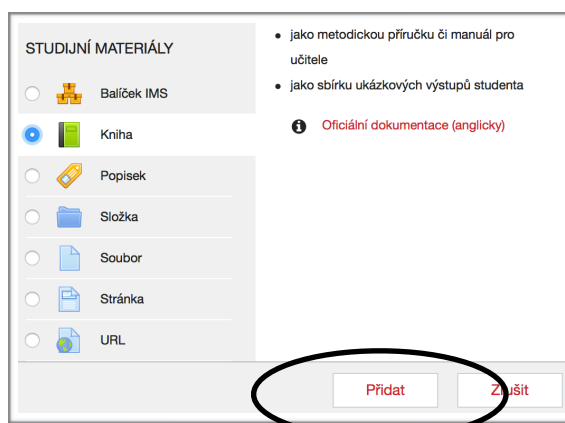 STUDIJNÍ MATERIÁLY
Balíček IMS
Kniha
Popisek
Složka
Soubor
Stránka
URL
jako metodickou příručku či manuál pro
učitele
jako sbírku ukázkových výstupů studenta
Oficiální dokumentace (anglicky)
Přidat
Zrušit